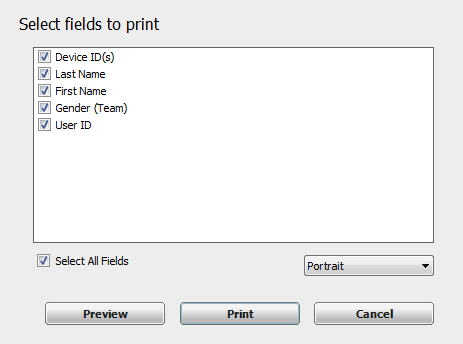 Select fields to print
Device ID(s)
Last Name
First Name
Gender (Team)
User ID
Select All Fields
Portrait
Preview
Print
Cancel